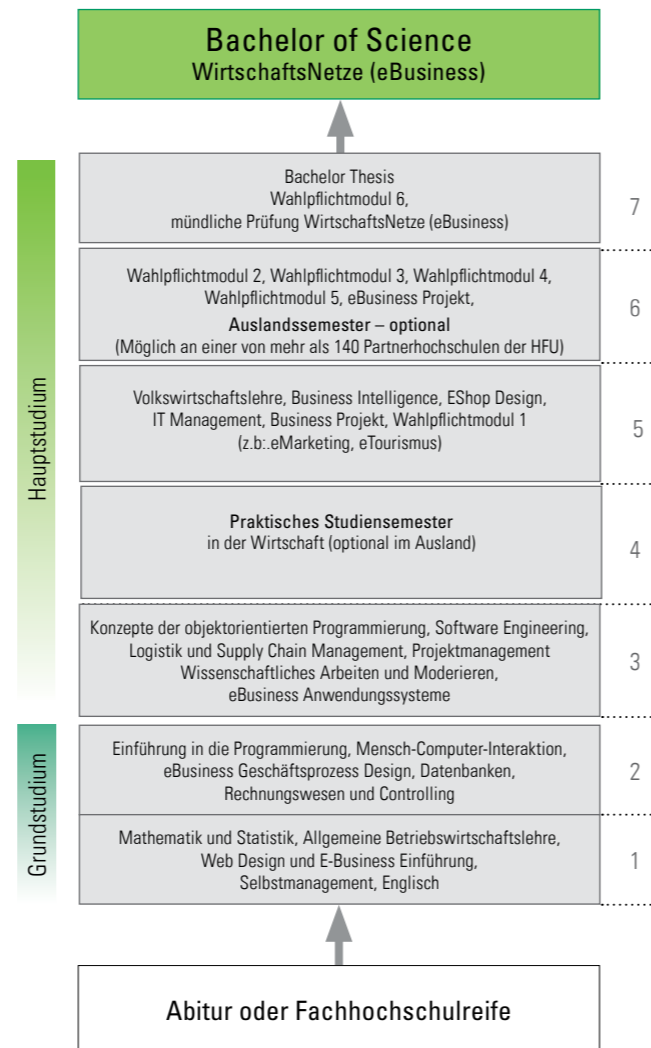 Bachelor of Science
WirtschaftsNetze (eBusiness)
Hauptstudium
Bachelor Thesis
Wahlpflichtmodul 6,
mündliche Prüfung WirtschaftsNetze (eBusiness)
7
Wahlpflichtmodul 2, Wahlpflichtmodul 3, Wahlpflichtmodul 4,
Wahlpflichtmodul 5, eBusiness Projekt,
Auslandssemester – optional
(Möglich an einer von mehr als 140 Partnerhochschulen der HFU)
6
Volkswirtschaftslehre, Business Intelligence, EShop Design,
IT Management, Business Projekt, Wahlpflichtmodul 1
(z.b:.eMarketing, eTourismus)
5
Praktisches Studiensemester
in der Wirtschaft (optional im Ausland)
4
Konzepte der objektorientierten Programmierung, Software Engineering,
Logistik und Supply Chain Management, Projektmanagement
Wissenschaftliches Arbeiten und Moderieren,
eBusiness Anwendungssysteme
3
Grundstudium
Einführung in die Programmierung, Mensch-Computer-Interaktion,
eBusiness Geschäftsprozess Design, Datenbanken,
Rechnungswesen und Controlling
2
Mathematik und Statistik, Allgemeine Betriebswirtschaftslehre,
Web Design und E-Business Einführung,
Selbstmanagement, Englisch
1
Abitur oder Fachhochschulreife